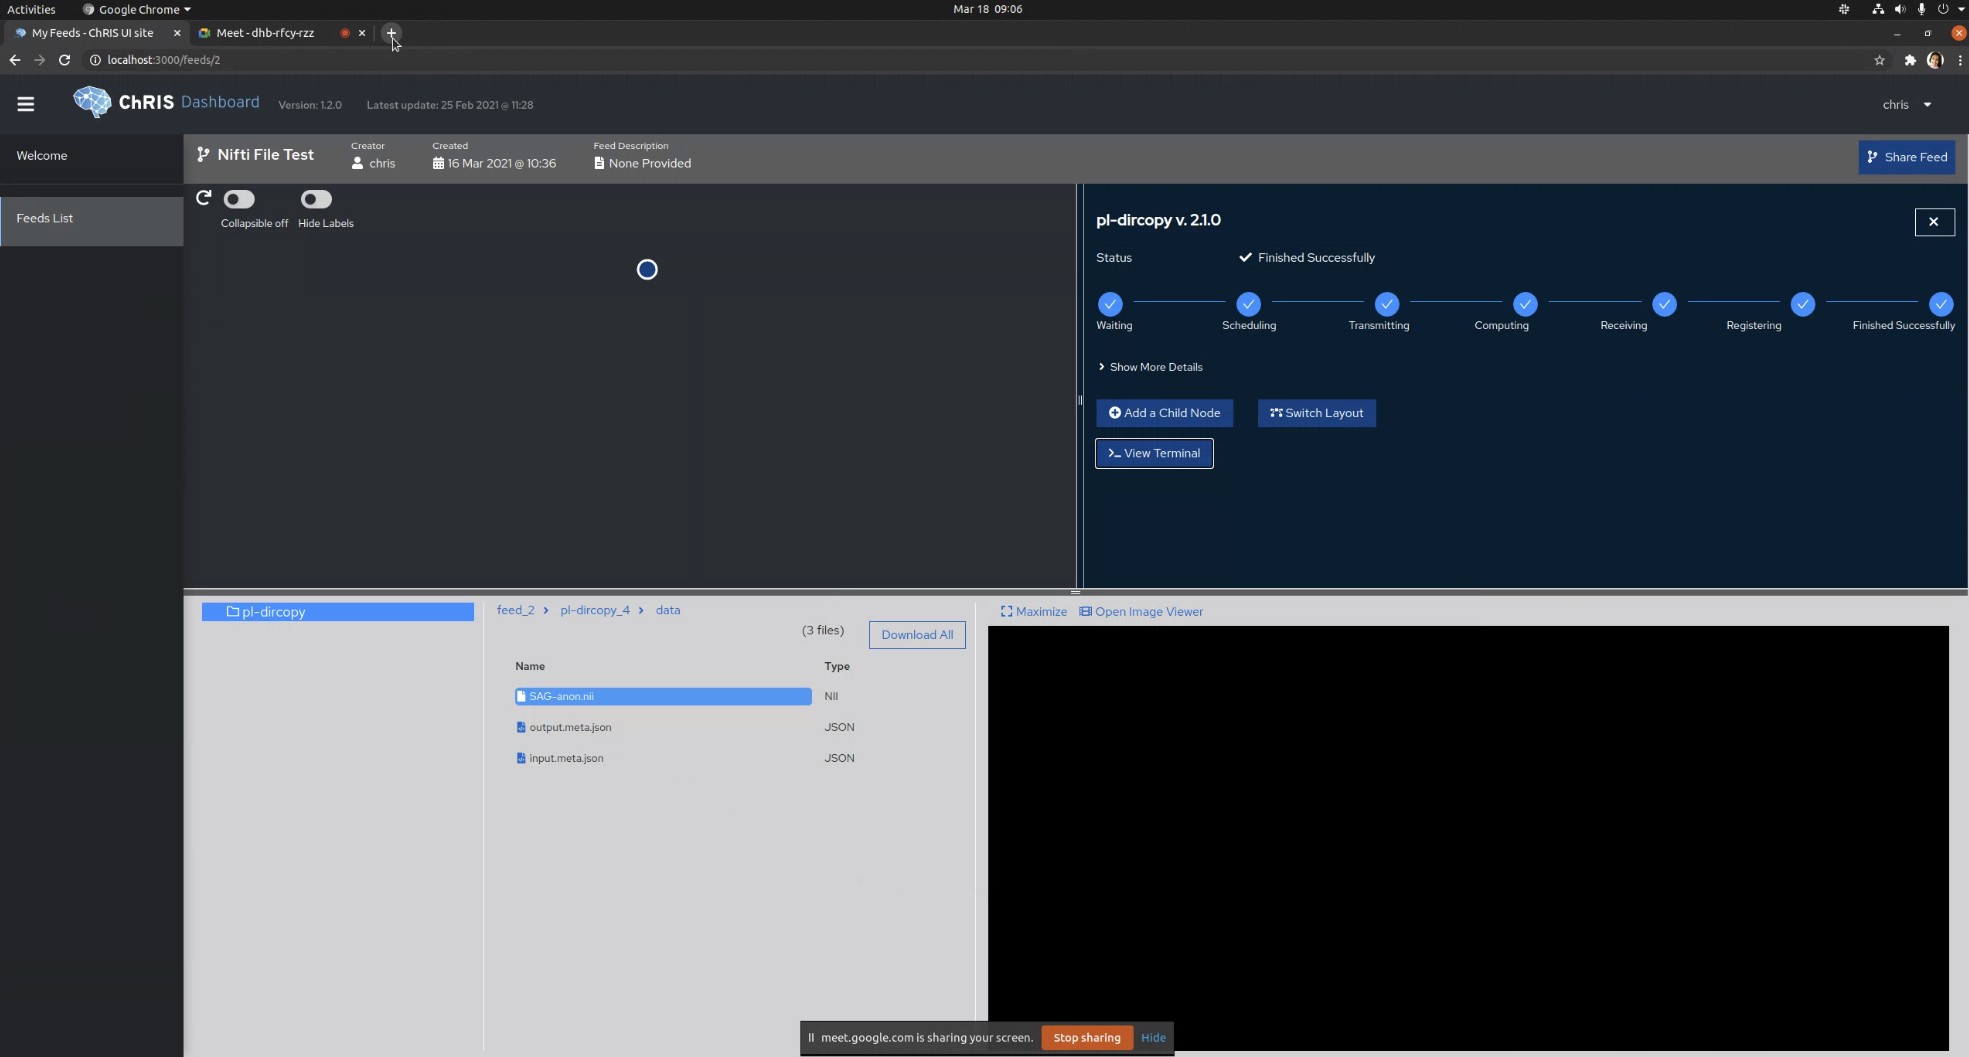 Activities
Google Chrome
Mar 18 09:06
My Feeds - ChRIS UI site
Meet - dhb-rfcy-rzz
localhost:3000/feeds/2
ChRIS Dashboard
Version: 1.2.0
Latest update: 25 Feb 2021 @ 11:28
chris
Welcome
Feeds List
Nifti File Test
Creator
chris
Created
16 Mar 2021 @ 10:36
Feed Description
None Provided
Share Feed
Collapsible off
Hide Labels
pl-dircopy v. 2.1.0
Status
Finished Successfully
Waiting
Scheduling
Transmitting
Computing
Receiving
Registering
Finished Successfully
Show More Details
Add a Child Node
Switch Layout
View Terminal
pl-dircopy
feed_2 > pl-dircopy_4 > data
(3 files)
Download All
Name
Type
SAG-anon.nii
NII
output.meta.json
JSON
input.meta.json
JSON
Maximize
Open Image Viewer
meet.google.com is sharing your screen.
Stop sharing
Hide